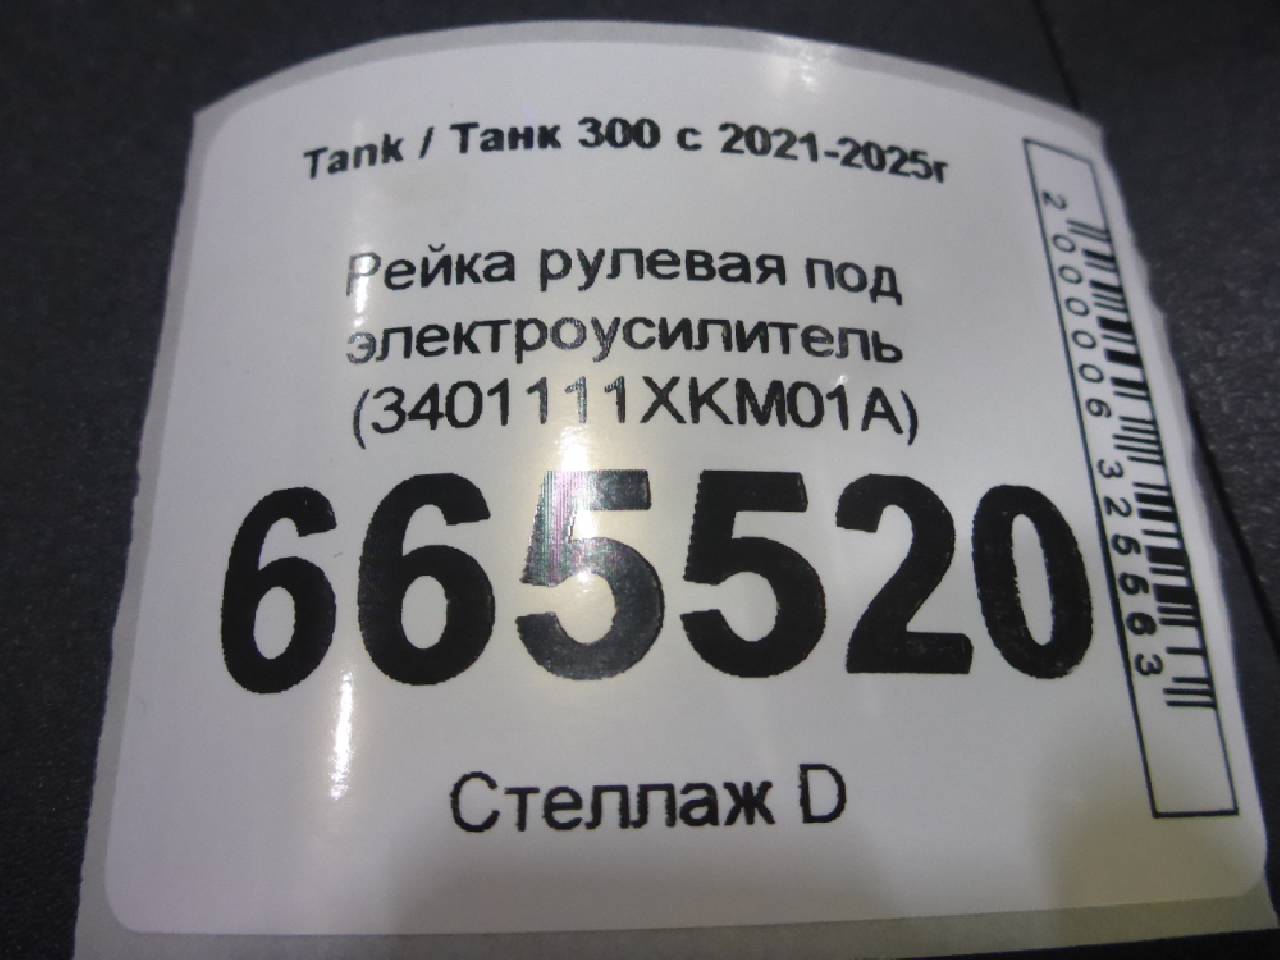 Tank / Танк 300 с 2021-2025г
Рейка рулевая под
электроусилитель
(3401111XKM01A)
665520
Стеллаж D
2000006325663